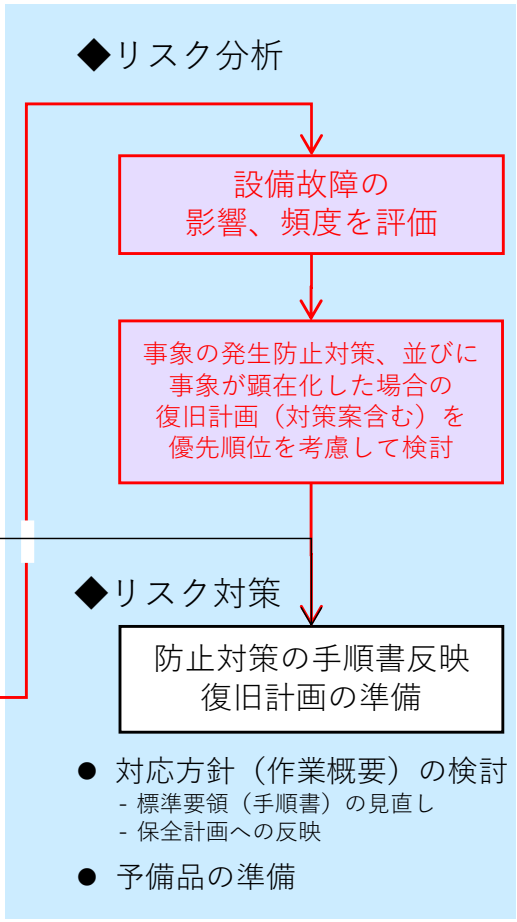 ◆リスク分析
設備故障の
影響、頻度を評価
事象の発生防止対策、並びに
事象が顕在化した場合の
復旧計画（対策案含む）を
優先順位を考慮して検討
◆リスク対策
防止対策の手順書反映
復旧計画の準備
● 対応方針（作業概要）の検討
- 標準要領（手順書）の見直し
- 保全計画への反映
● 予備品の準備